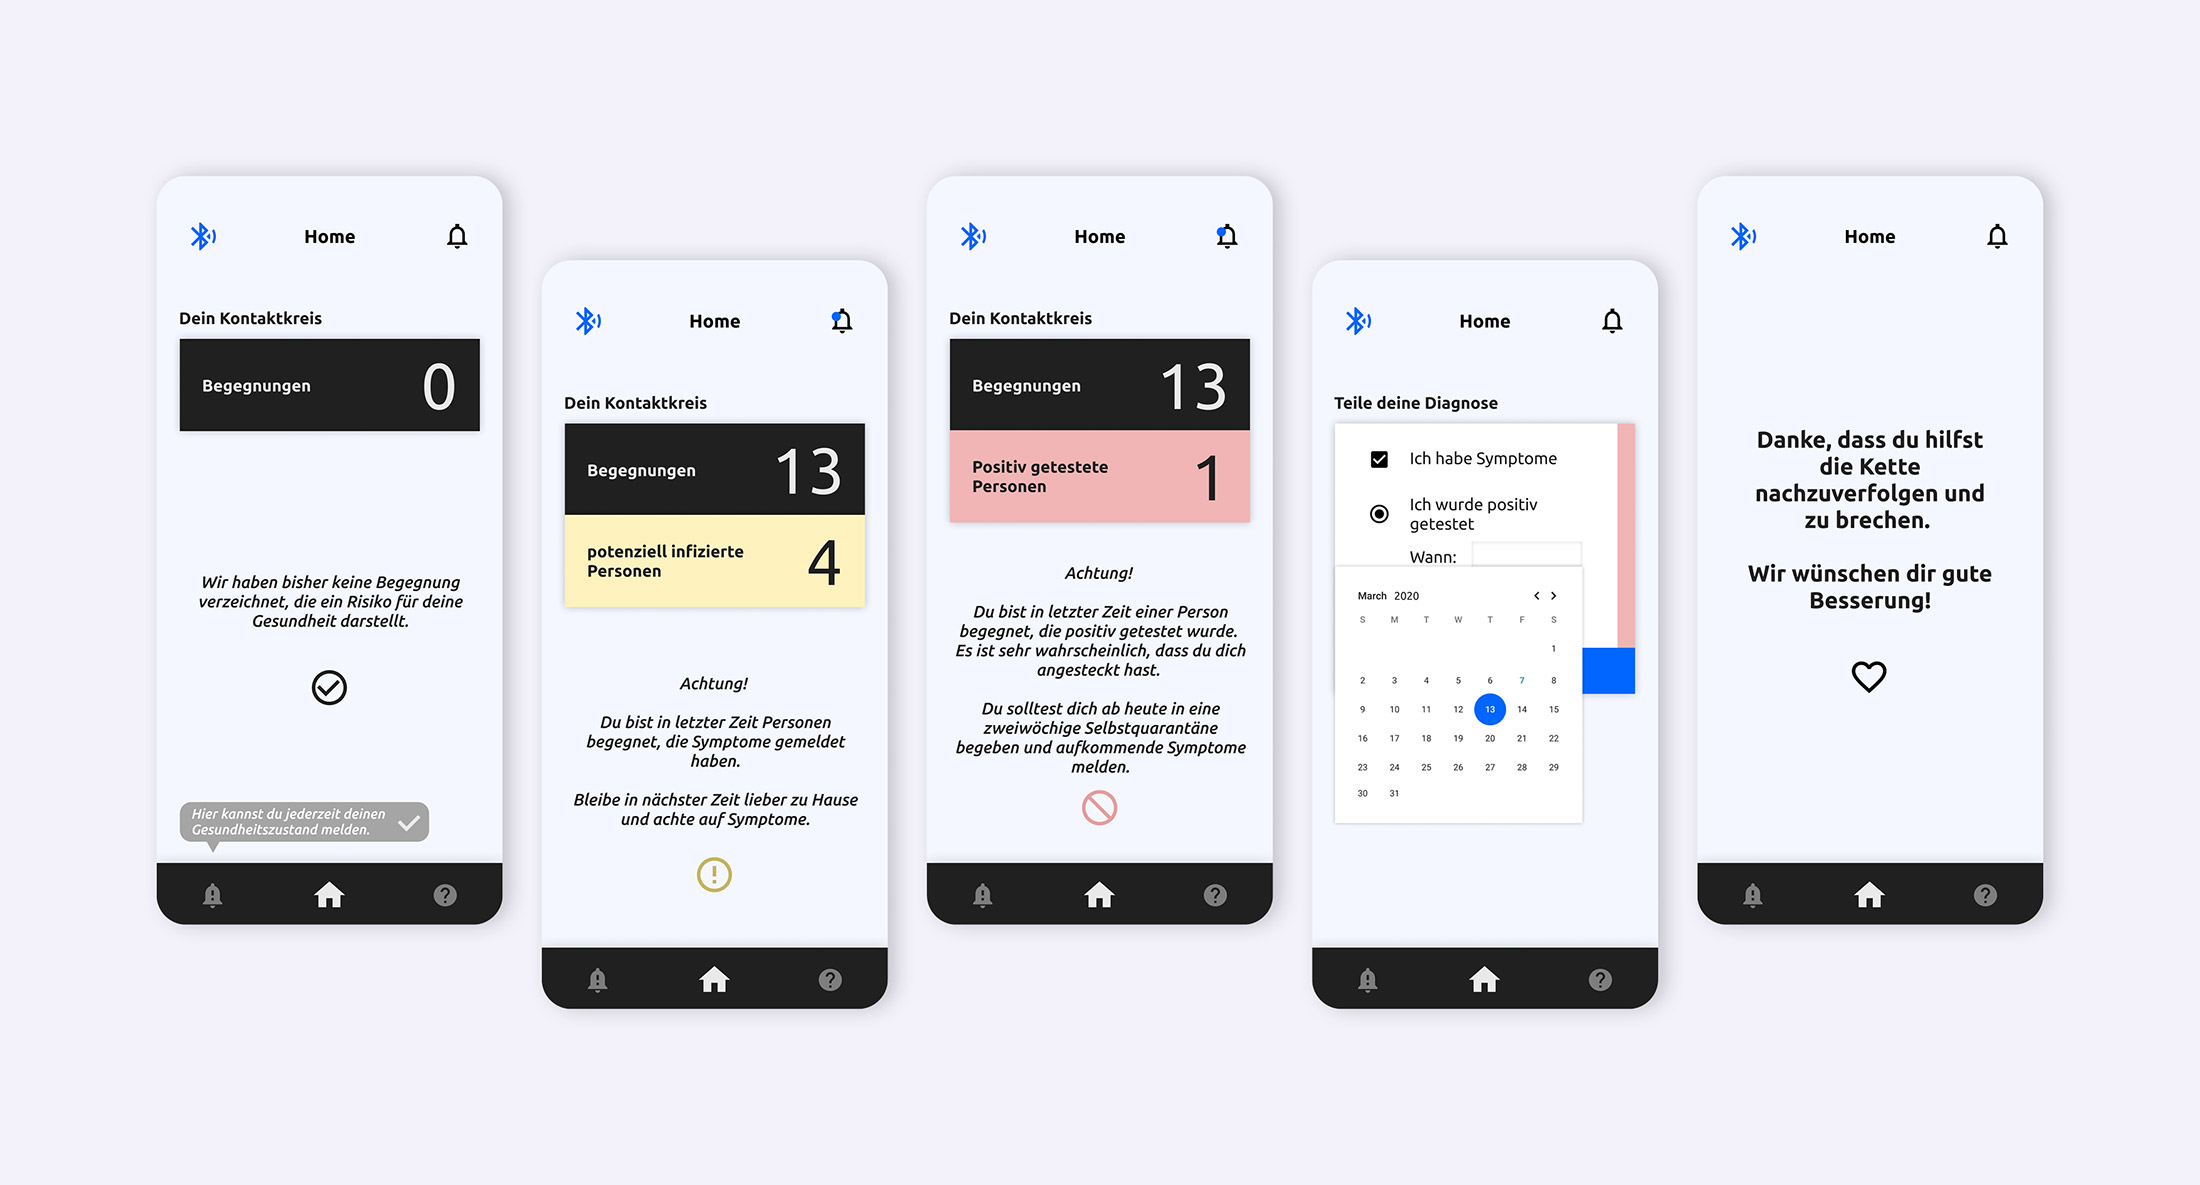 Home
Dein Kontaktkreis
Begegnungen 0
Wir haben bisher keine Begegnung
verzeichnet, die ein Risiko für deine
Gesundheit darstellt.
Hier kannst du jederzeit deinen
Gesundheitszustand melden.
Home
Dein Kontaktkreis
Begegnungen 13
potenziell infizierte
Personen 4
Achtung!
Du bist in letzter Zeit Personen
begegnet, die Symptome gemeldet
haben.
Bleibe in nächster Zeit lieber zu Hause
und achte auf Symptome.
Home
Dein Kontaktkreis
Begegnungen 13
Positiv getestete
Personen 1
Achtung!
Du bist in letzter Zeit einer Person
begegnet, die positiv getestet wurde.
Es ist sehr wahrscheinlich, dass du dich
angesteckt hast.
Du solltest dich ab heute in eine
zweiwöchige Selbstquarantäne
begeben und aufkommende Symptome
melden.
Home
Teile deine Diagnose
Ich habe Symptome
Ich wurde positiv
getestet
Wann:
March 2020
S M T W T F S
1
2 3 4 5 6 7 8
9 10 11 12 13 14 15
16 17 18 19 20 21 22
23 24 25 26 27 28 29
30 31
Home
Danke, dass du hilfst
die Kette
nachzuverfolgen und
zu brechen.
Wir wünschen dir gute
Besserung!